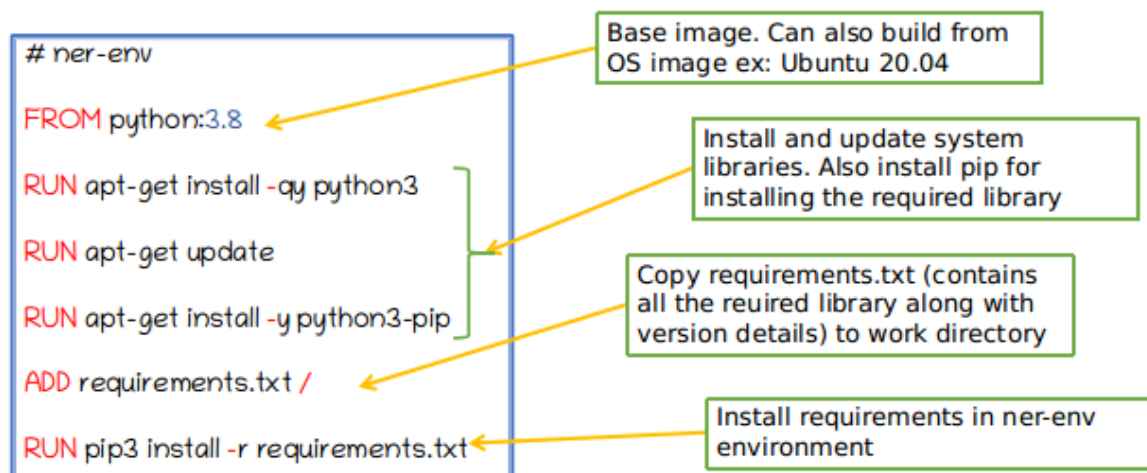 # ner-env
FROM python:3.8
RUN apt-get install -qy python3
RUN apt-get update
RUN apt-get install -y python3-pip
ADD requirements.txt /
RUN pip3 install -r requirements.txt
Base image. Can also build from
OS image ex: Ubuntu 20.04
Install and update system
libraries. Also install pip for
installing the required library
Copy requirements.txt (contains
all the reuired library along with
version details) to work directory
Install requirements in ner-env
environment